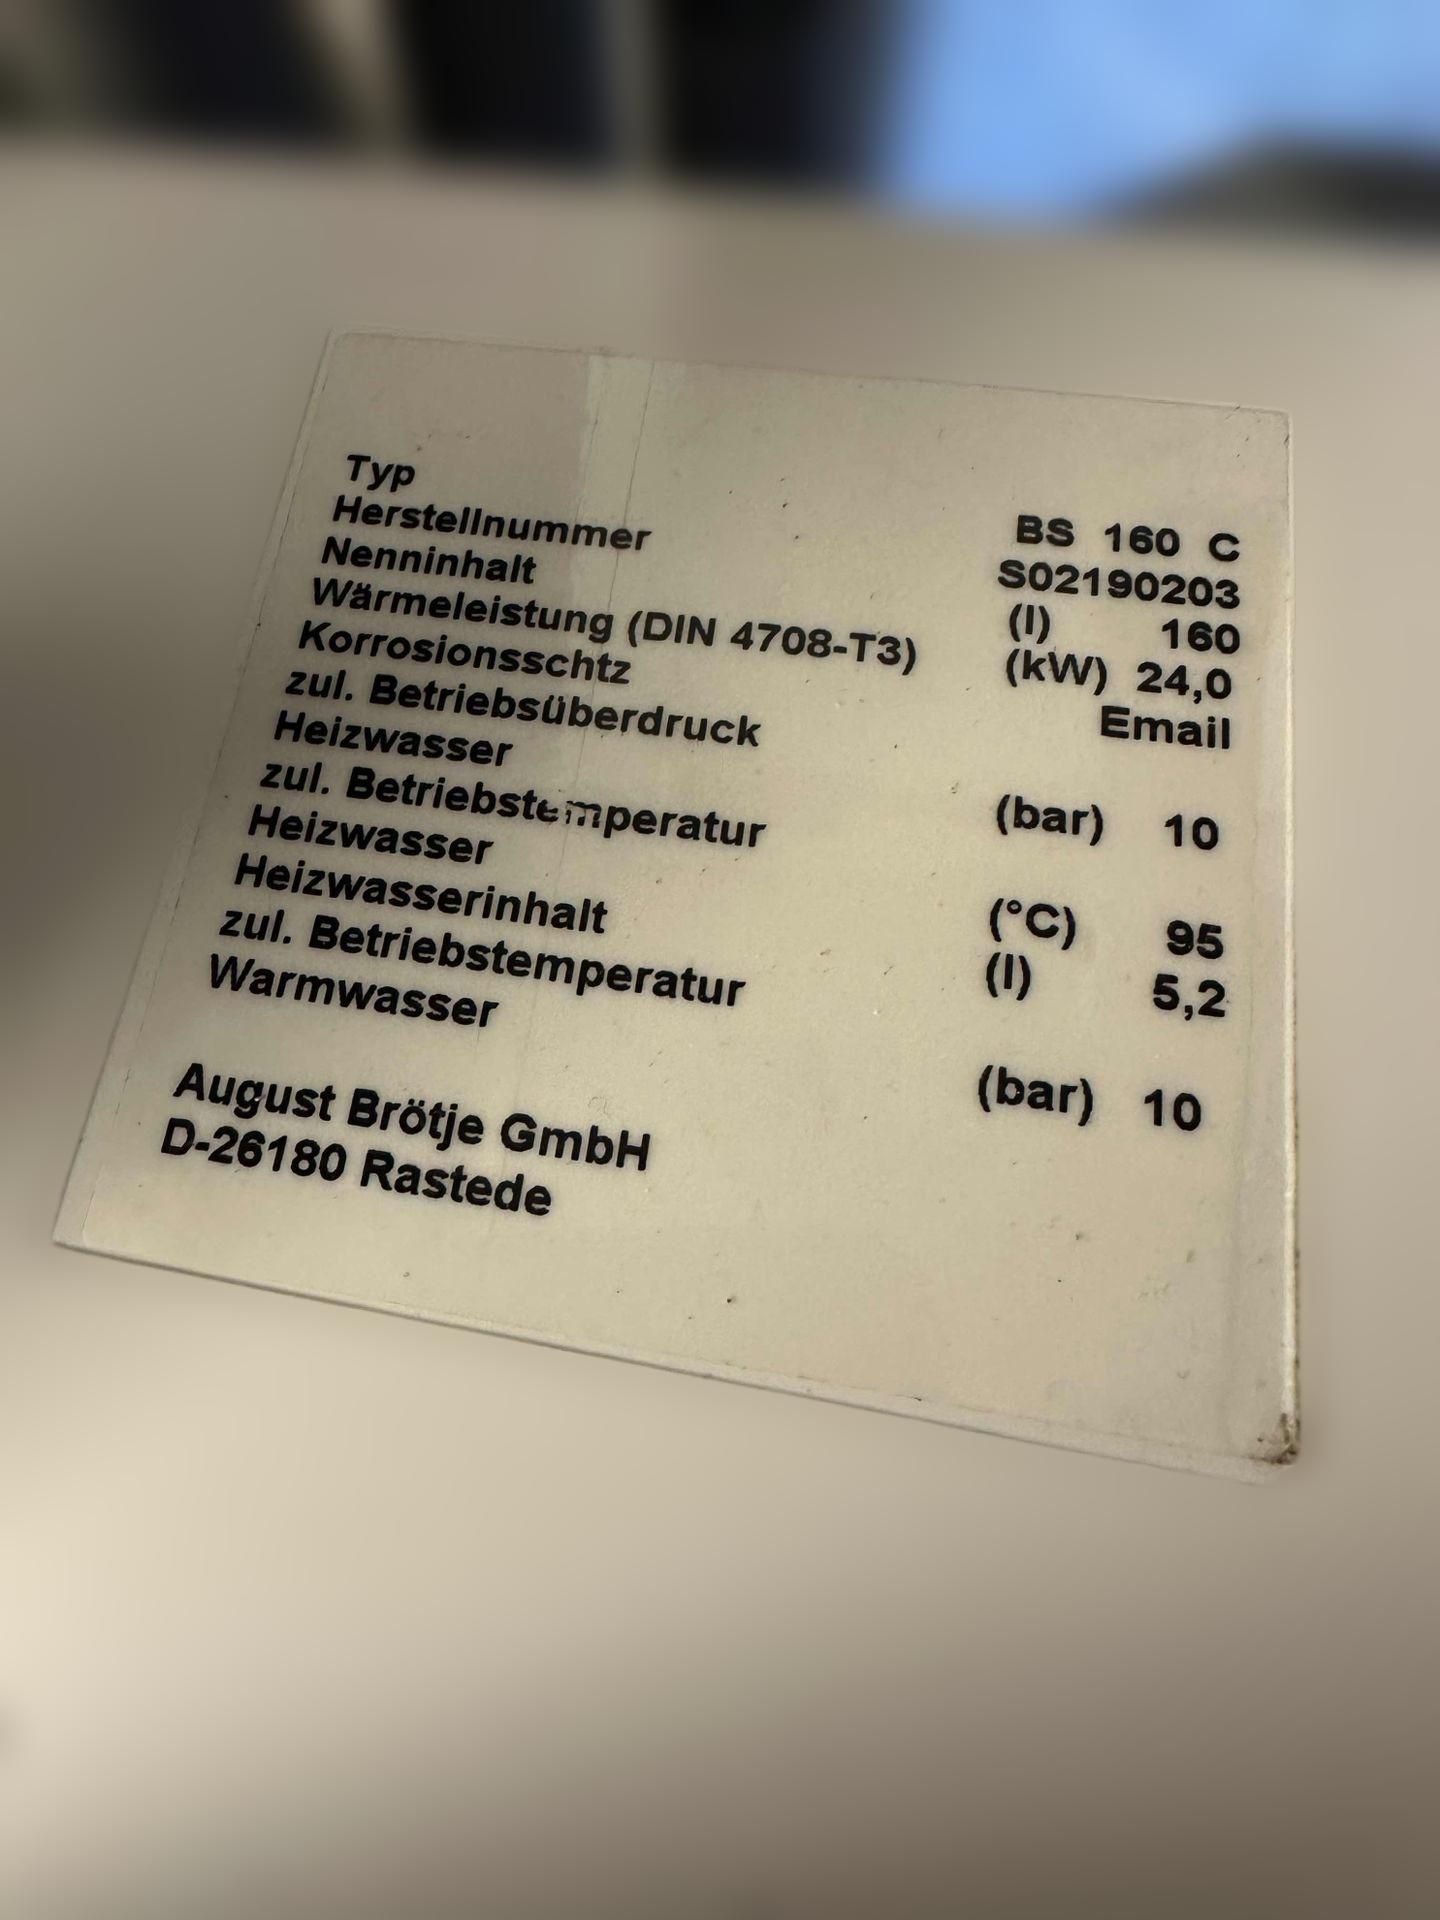 Typ BS 160 C
Herstellnummer S02190203
Nenninhalt (l) 160
Wärmeleistung (DIN 4708-T3) (kW) 24,0
Korrosionsschtz Email
zul. Betriebsüberdruck
Heizwasser (bar) 10
zul. Betriebstemperatur
Heizwasser (°C) 95
Heizwasserinhalt (l) 5,2
zul. Betriebstemperatur
Warmwasser (bar) 10
August Brötje GmbH
D-26180 Rastede